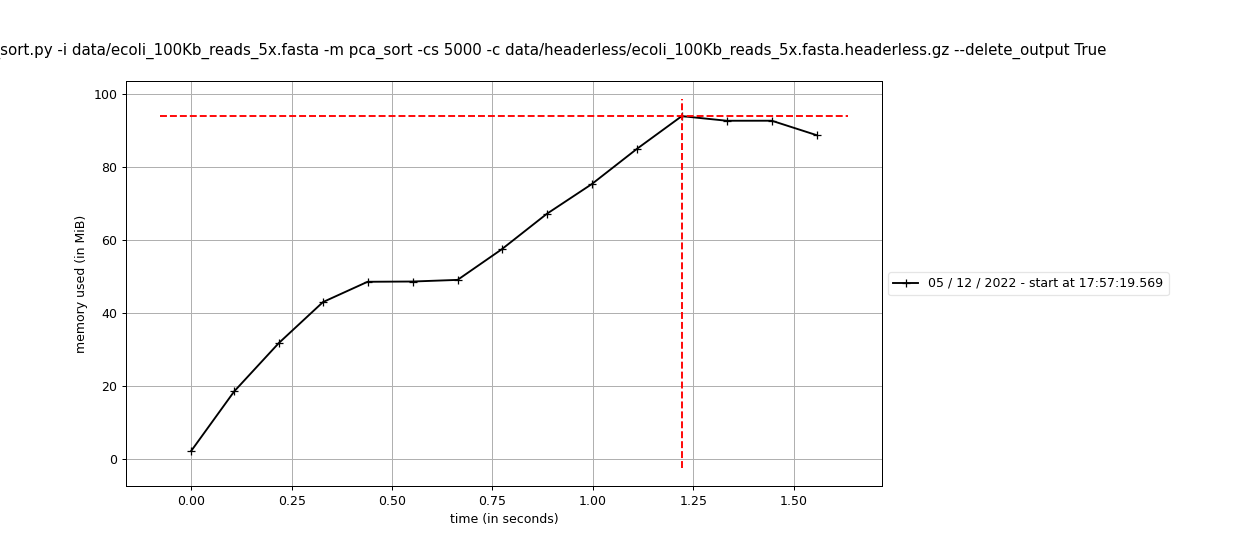 sort.py -i data/ecoli_100Kb_reads_5x.fasta -m pca_sort -cs 5000 -c data/headerless/ecoli_100Kb_reads_5x.fasta.headerless.gz --delete_output True
100
80
60
40
20
0
memory used (in MiB)
0.00 0.25 0.50 0.75 1.00 1.25 1.50
time (in seconds)
05 / 12 / 2022 - start at 17:57:19.569